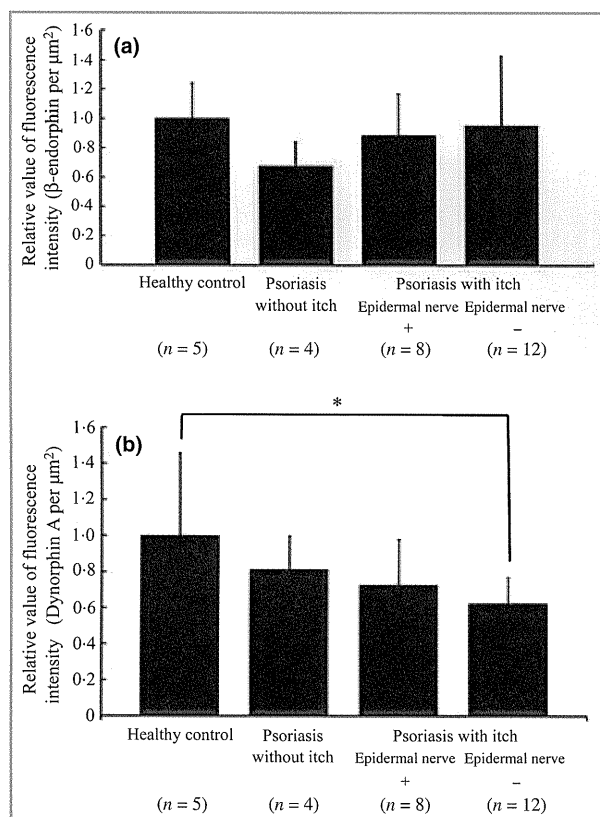 (a)
Relative value of fluorescence
intensity (β-endorphin per μm²)
1·6
1·4
1·2
1·0
0·8
0·6
0·4
0·2
0
Healthy control
Psoriasis
without itch
Psoriasis with itch
Epidermal nerve Epidermal nerve
+ −
(n = 5) (n = 4) (n = 8) (n = 12)
(b)
Relative value of fluorescence
intensity (Dynorphin A per μm²)
1·6
1·4
1·2
1·0
0·8
0·6
0·4
0·2
0
*
Healthy control
Psoriasis
without itch
Psoriasis with itch
Epidermal nerve Epidermal nerve
+ −
(n = 5) (n = 4) (n = 8) (n = 12)